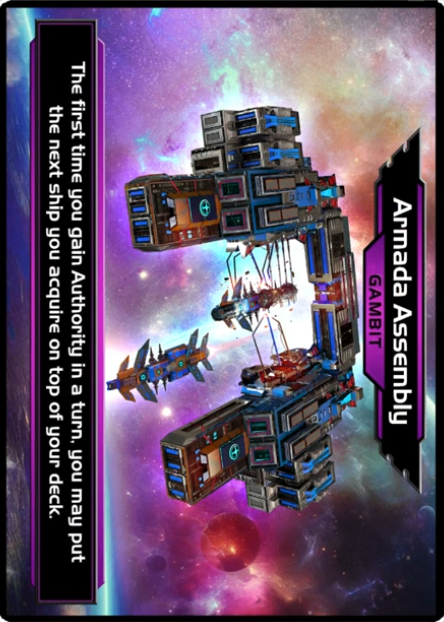 Armada Assembly
GAMBIT
The first time you gain Authority in a turn, you may put
the next ship you acquire on top of your deck.